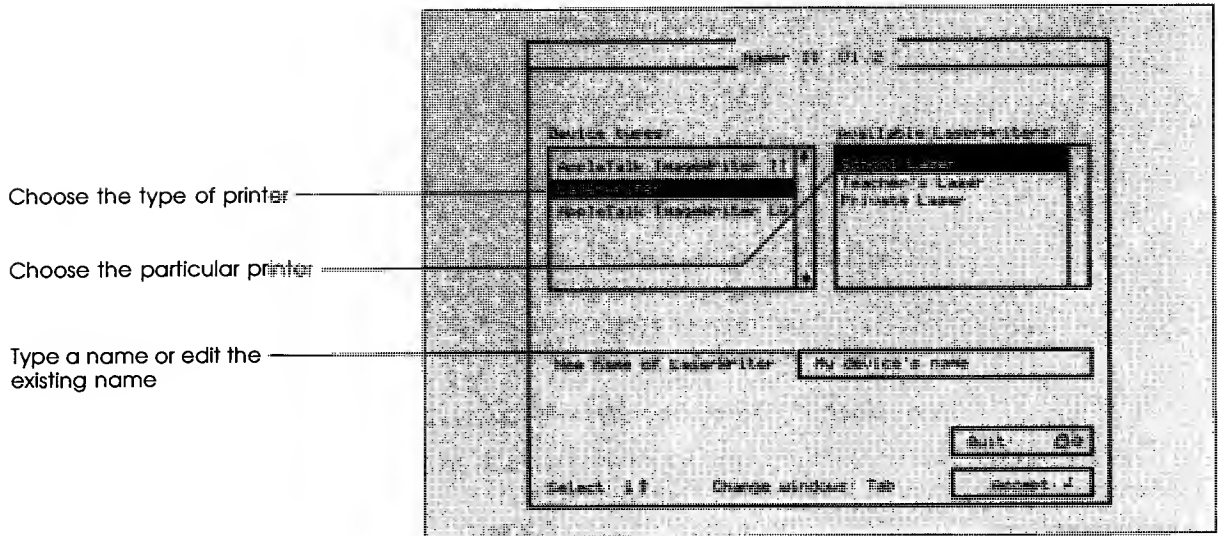 Namer II V1.2
Device types
Available LaserWriters
AppleTalk ImageWriter II
LaserWriter
AppleTalk ImageWriter LQ
School Laser
Teacher's Laser
Private Laser
Choose the type of printer
Choose the particular printer
Type a name or edit the
existing name
New name of LaserWriter
My device's name
Quit
Select: ↓ ↑
Change windows: Tab
Accept ↵